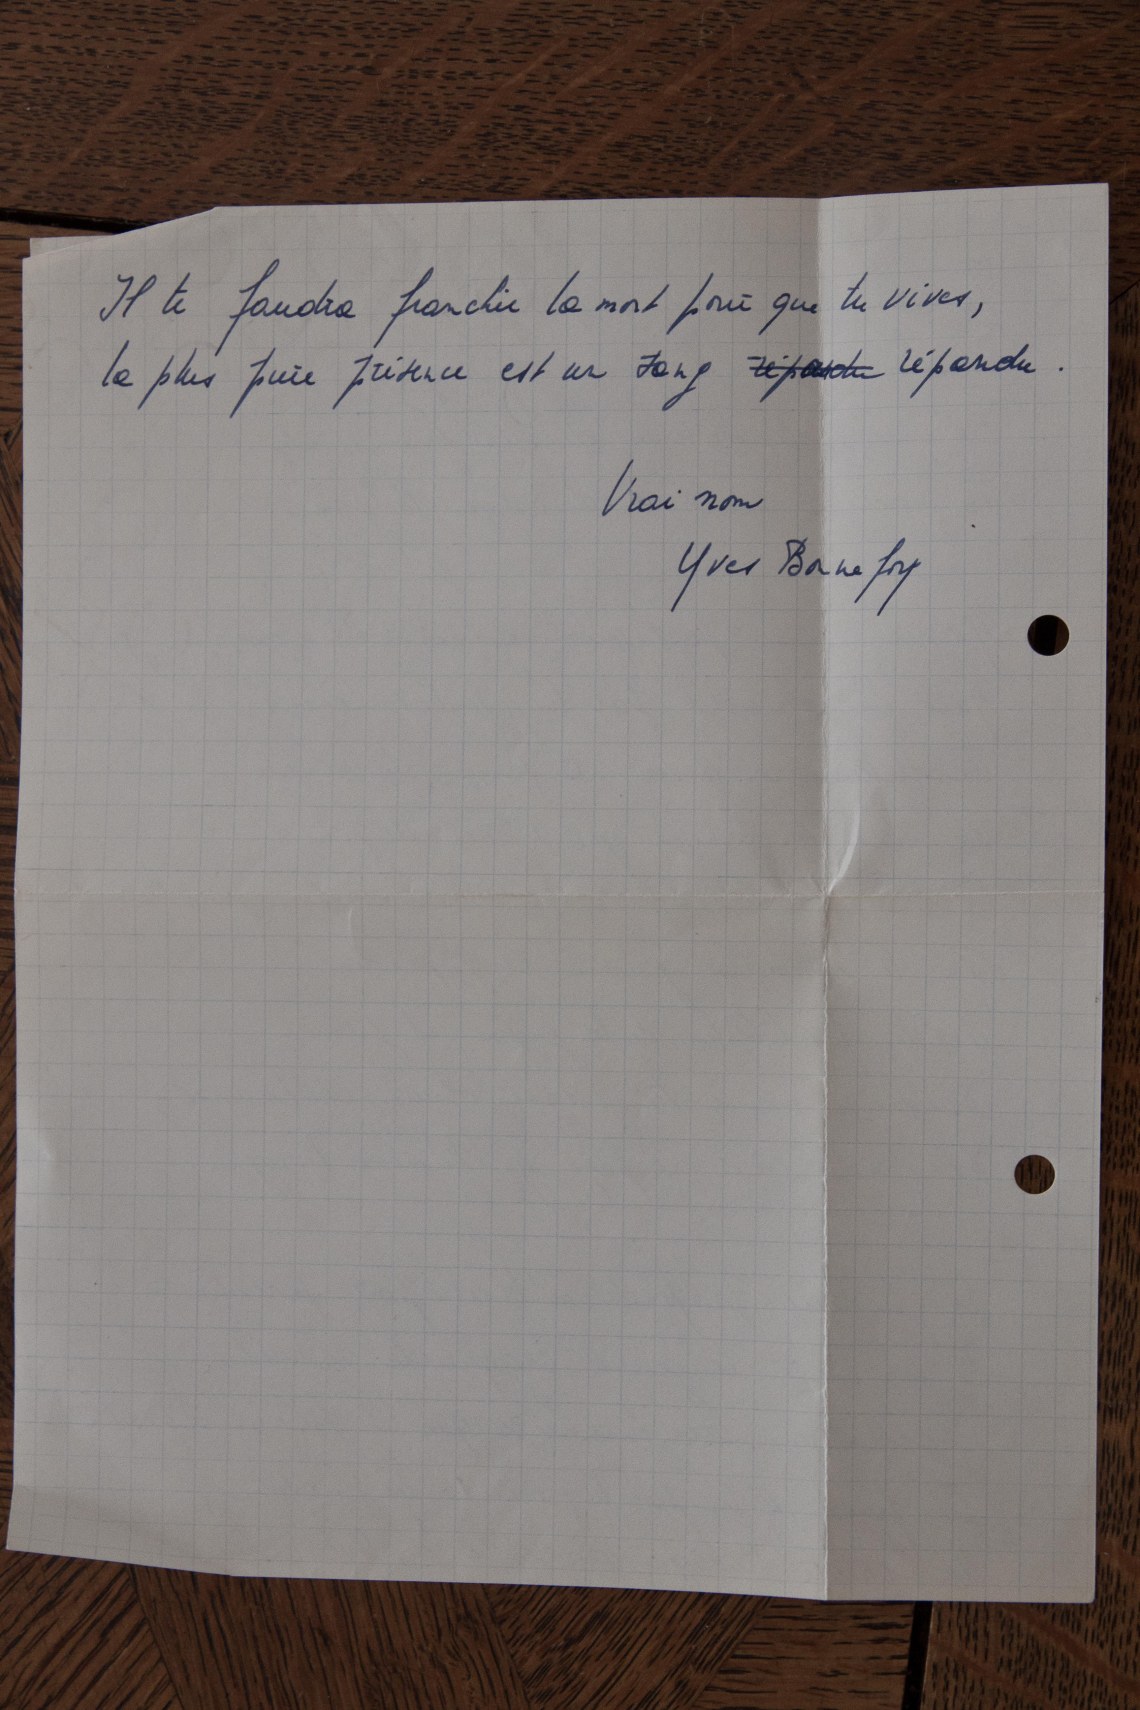 Il te faudra franchir la mort pour que tu vives,
la plus pure présence est un sang répandu répandu.
Vrai nom
Yves Bonnefoy